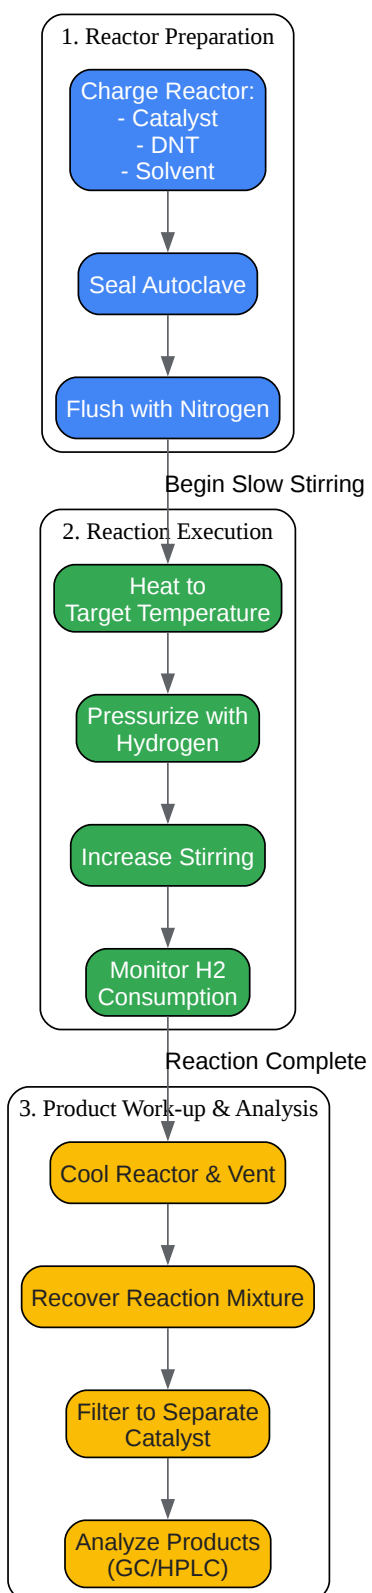 1. Reactor Preparation
Charge Reactor:
- Catalyst
- DNT
- Solvent
Seal Autoclave
Flush with Nitrogen
Begin Slow Stirring
2. Reaction Execution
Heat to
Target Temperature
Pressurize with
Hydrogen
Increase Stirring
Monitor H2
Consumption
Reaction Complete
3. Product Work-up & Analysis
Cool Reactor & Vent
Recover Reaction Mixture
Filter to Separate
Catalyst
Analyze Products
(GC/HPLC)